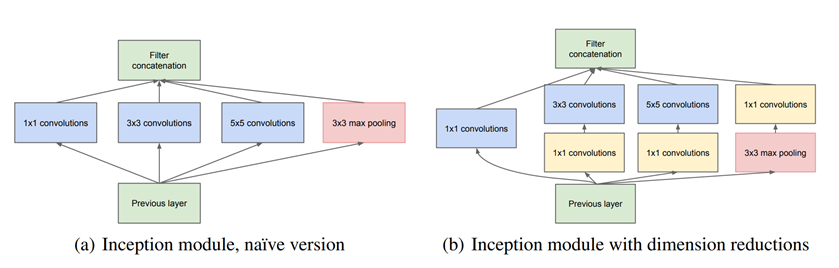 Filter
concatenation
1x1 convolutions
3x3 convolutions
5x5 convolutions
3x3 max pooling
Previous layer
(a) Inception module, naïve version
Filter
concatenation
3x3 convolutions
5x5 convolutions
1x1 convolutions
1x1 convolutions
1x1 convolutions
1x1 convolutions
3x3 max pooling
Previous layer
(b) Inception module with dimension reductions